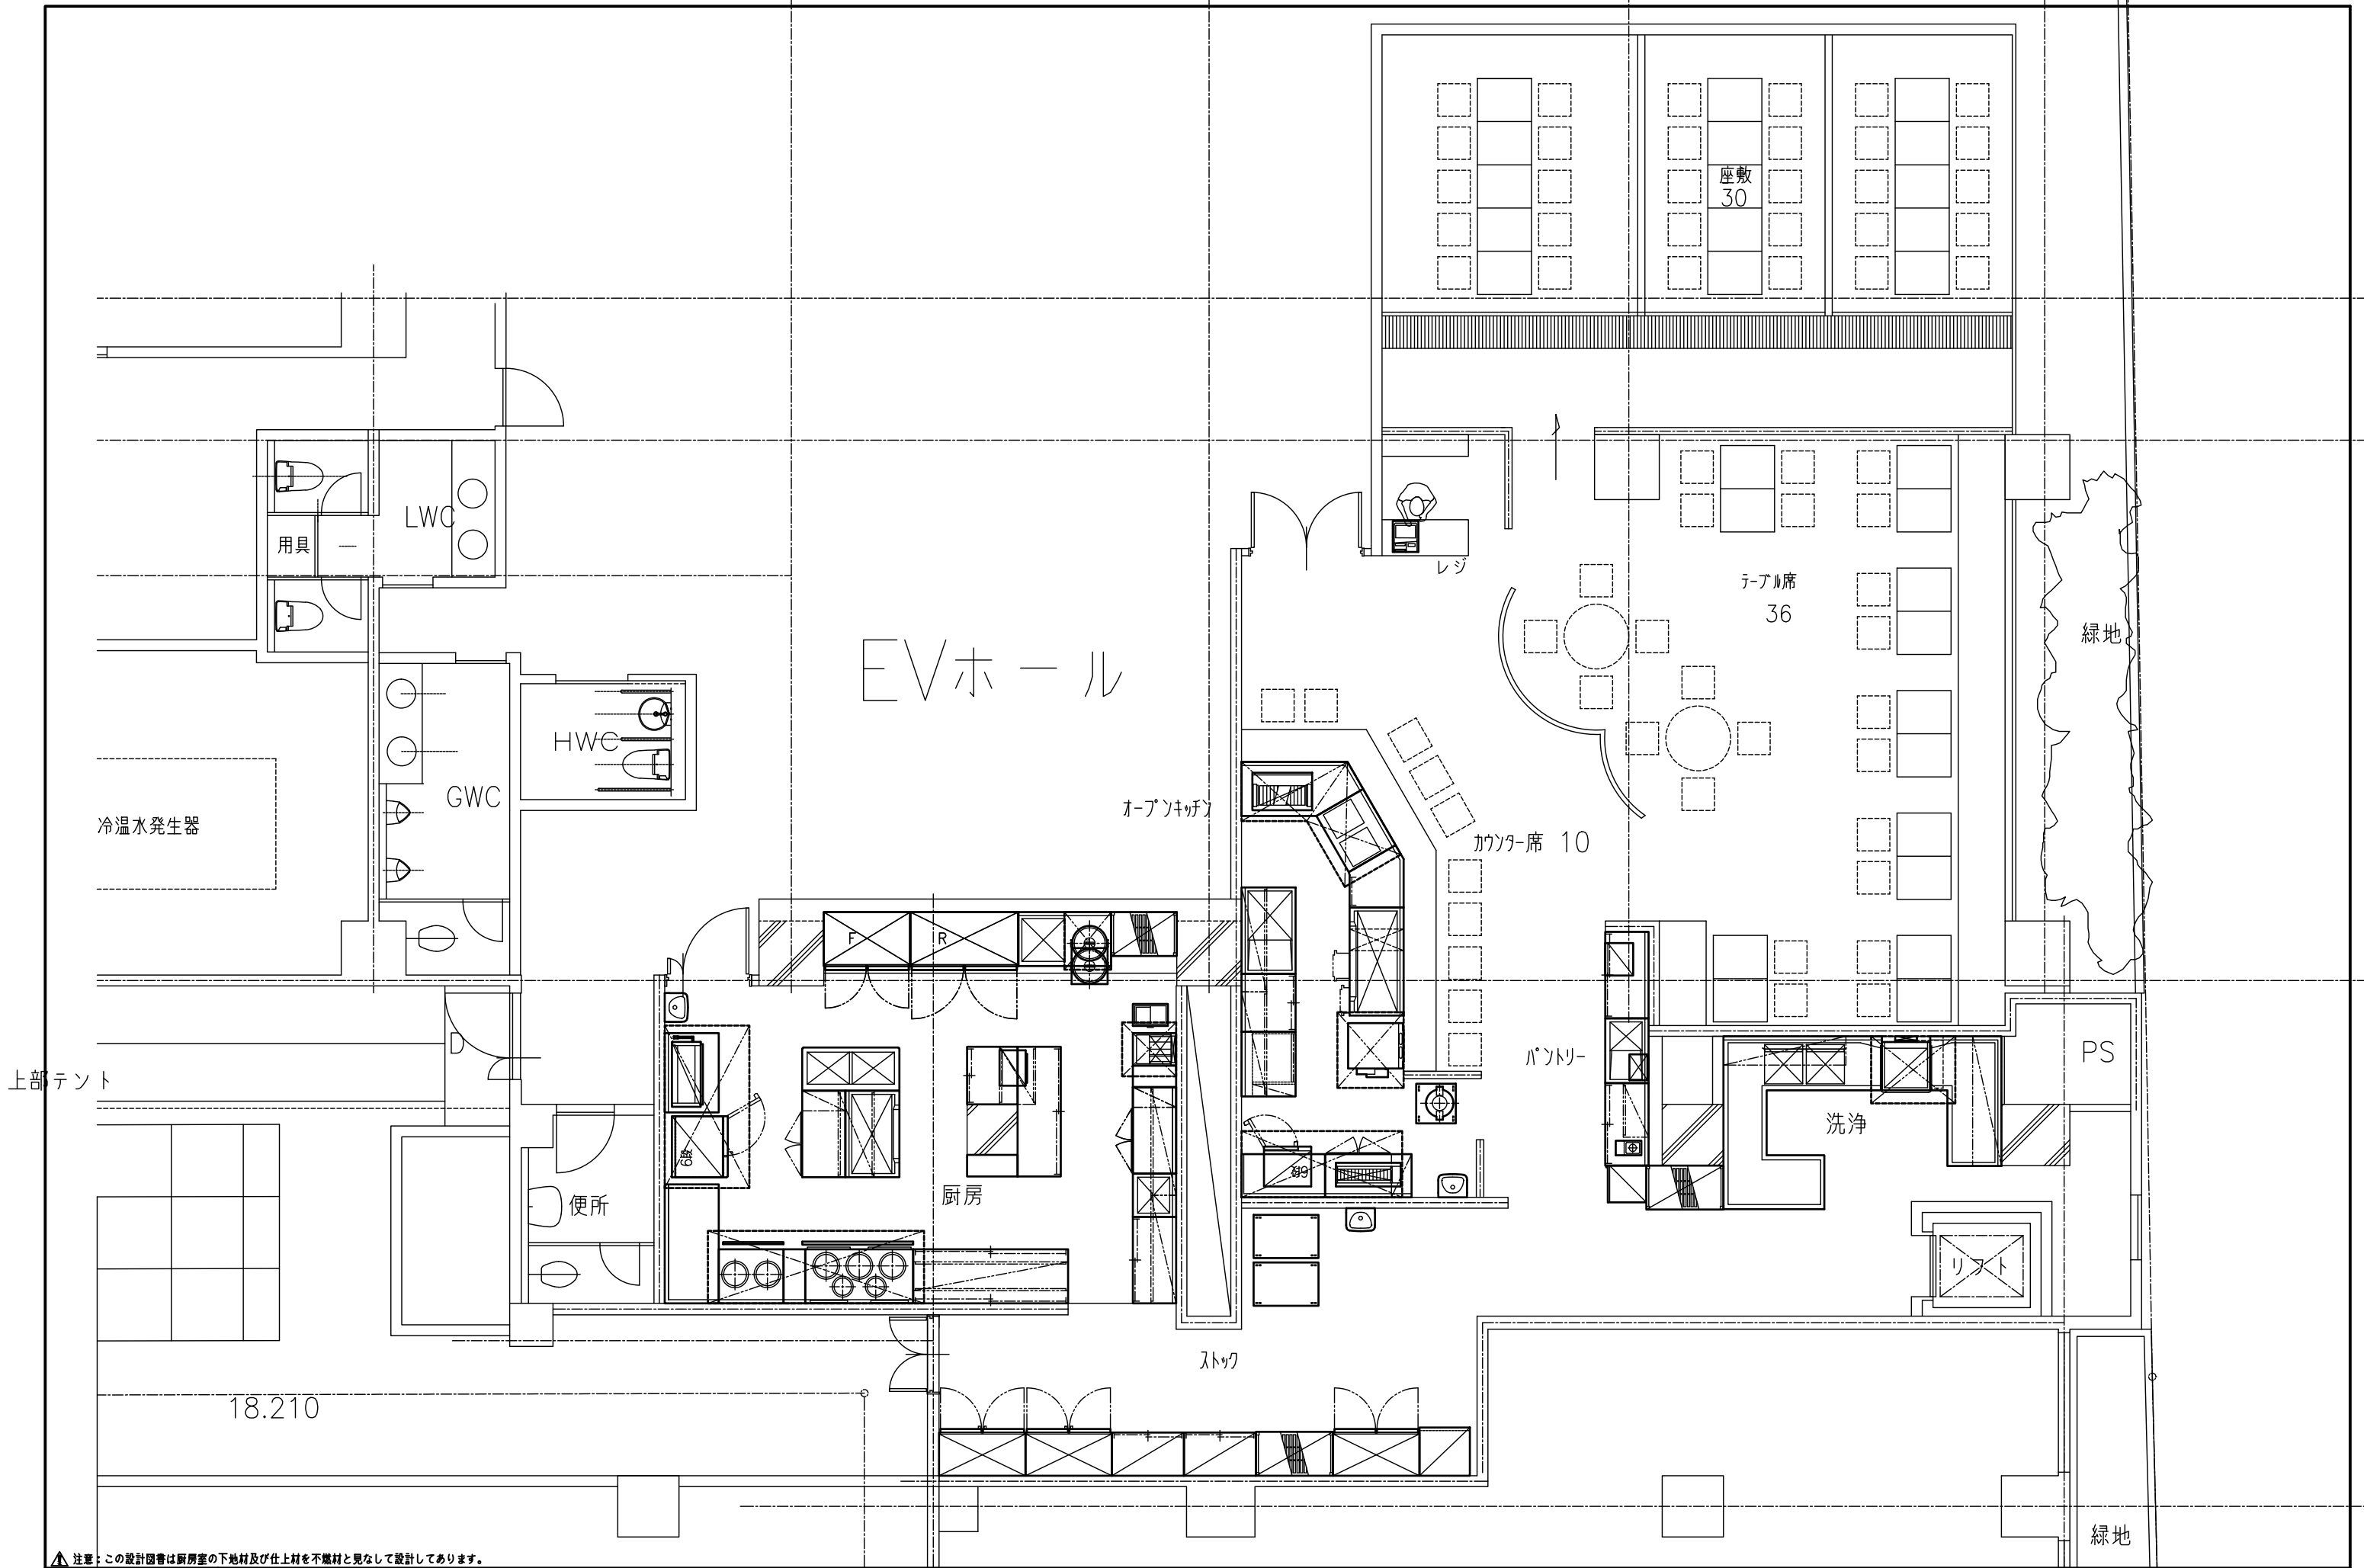 座敷
30
LWC
用具
レジ
テーブル席
36
緑地
EVホール
HWC
GWC
オープンキッチン
冷温水発生器
カウンター席 10
F
R
パントリー
PS
上部テント
洗浄
6段
6段
厨房
便所
リフト
ストック
18.210
緑地
注意：この設計図書は厨房室の下地材及び仕上材を不燃材と見なして設計してあります。